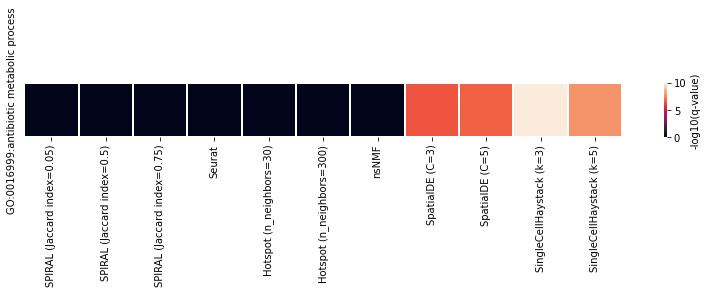 GO:0016999:antibiotic metabolic process
SPIRAL (Jaccard index=0.05)
SPIRAL (Jaccard index=0.5)
SPIRAL (Jaccard index=0.75)
Seurat
Hotspot (n_neighbors=30)
Hotspot (n_neighbors=300)
nsNMF
SpatialDE (C=3)
SpatialDE (C=5)
SingleCellHaystack (k=3)
SingleCellHaystack (k=5)
10
5
0
-log10(q-value)